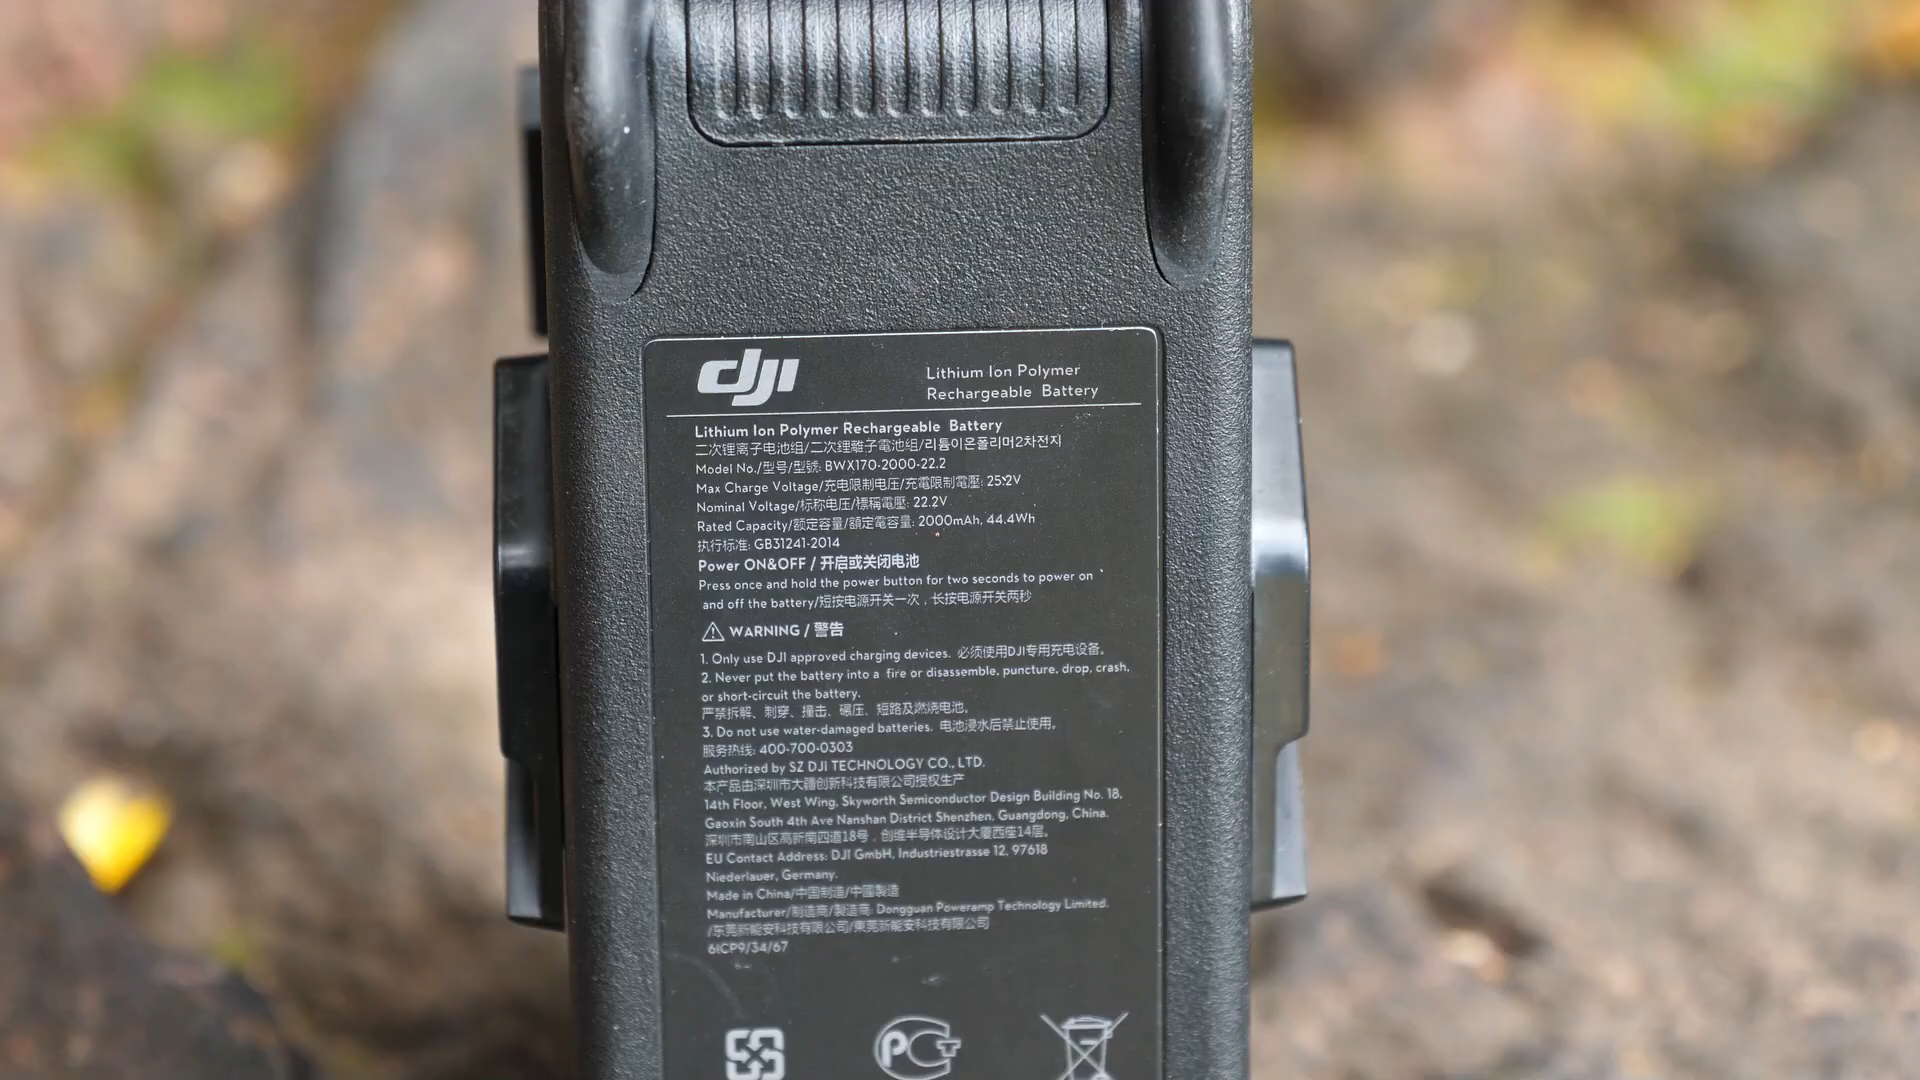 dji
Lithium Ion Polymer
Rechargeable Battery
Lithium Ion Polymer Rechargeable Battery
二次锂离子电池组/二次鋰離子電池組/리튬이온폴리머2차전지
Model No./型号/型號: BWX170-2000-22.2
Max Charge Voltage/充电限制电压/充電限制電壓: 25.2V
Nominal Voltage/标称电压/標稱電壓: 22.2V
Rated Capacity/额定容量/額定電容量: 2000mAh, 44.4Wh
执行标准: GB31241-2014
Power ON&OFF / 开启或关闭电池
Press once and hold the power button for two seconds to power on
and off the battery/短按电源开关一次，长按电源开关两秒
WARNING / 警告
1. Only use DJI approved charging devices. 必须使用DJI专用充电设备。
2. Never put the battery into a fire or disassemble, puncture, drop, crash,
or short-circuit the battery.
严禁拆解、刺穿、撞击、碾压、短路及燃烧电池。
3. Do not use water-damaged batteries. 电池浸水后禁止使用。
服务热线: 400-700-0303
Authorized by SZ DJI TECHNOLOGY CO., LTD.
本产品由深圳市大疆创新科技有限公司授权生产
14th Floor, West Wing, Skyworth Semiconductor Design Building No. 18,
Gaoxin South 4th Ave Nanshan District Shenzhen, Guangdong, China.
深圳市南山区高新南四道18号，创维半导体设计大厦西座14层。
EU Contact Address: DJI GmbH, Industriestrasse 12, 97618
Niederlauer, Germany.
Made in China/中国制造/中國製造
Manufacturer/制造商/製造商: Dongguan Poweramp Technology Limited.
/东莞新能安科技有限公司/東莞新能安科技有限公司
6ICP9/34/67